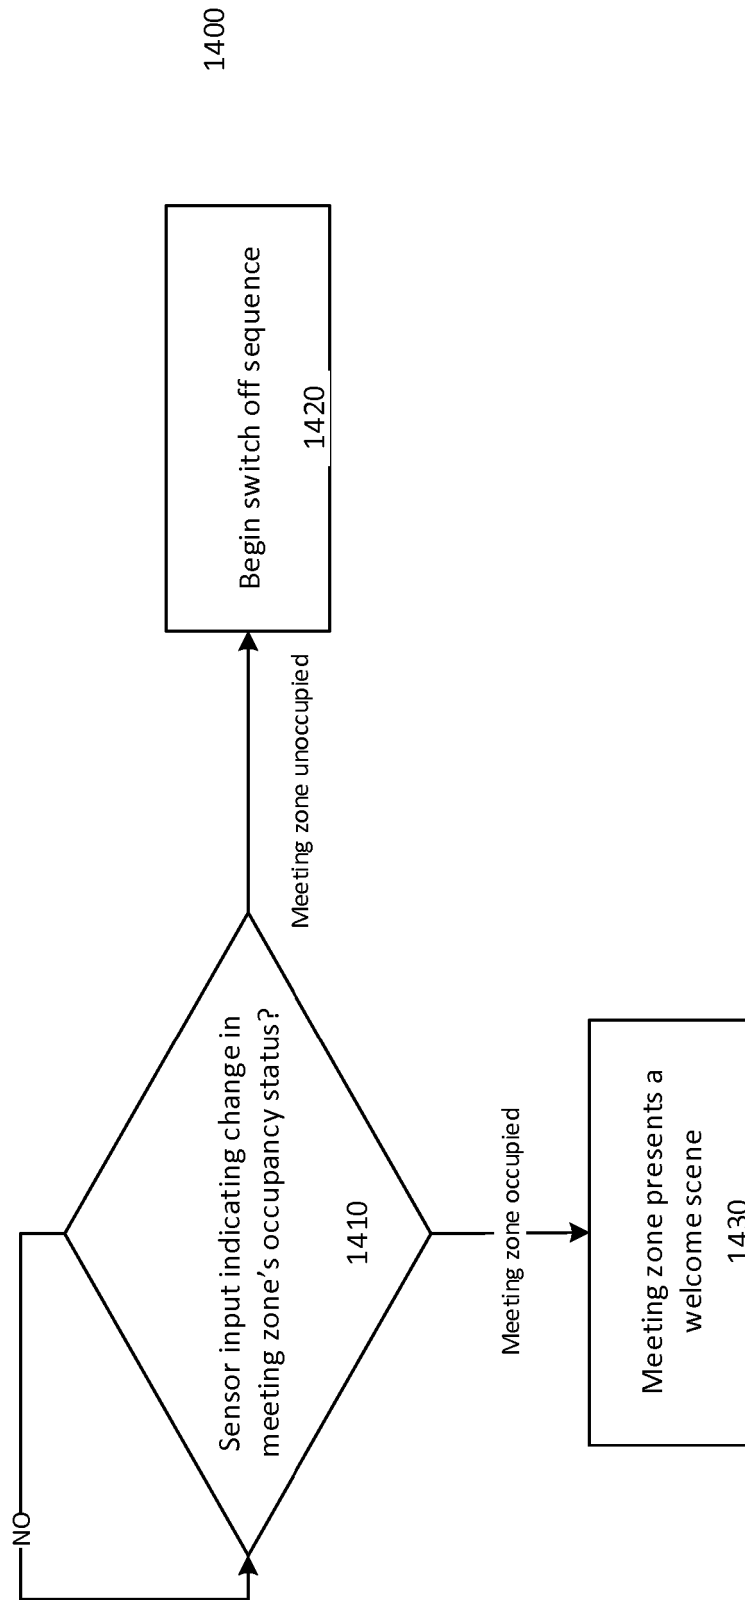 1400
NO
Sensor input indicating change in
meeting zone's occupancy status?
1410
Meeting zone unoccupied
Begin switch off sequence
1420
Meeting zone occupied
Meeting zone presents a
welcome scene
1430